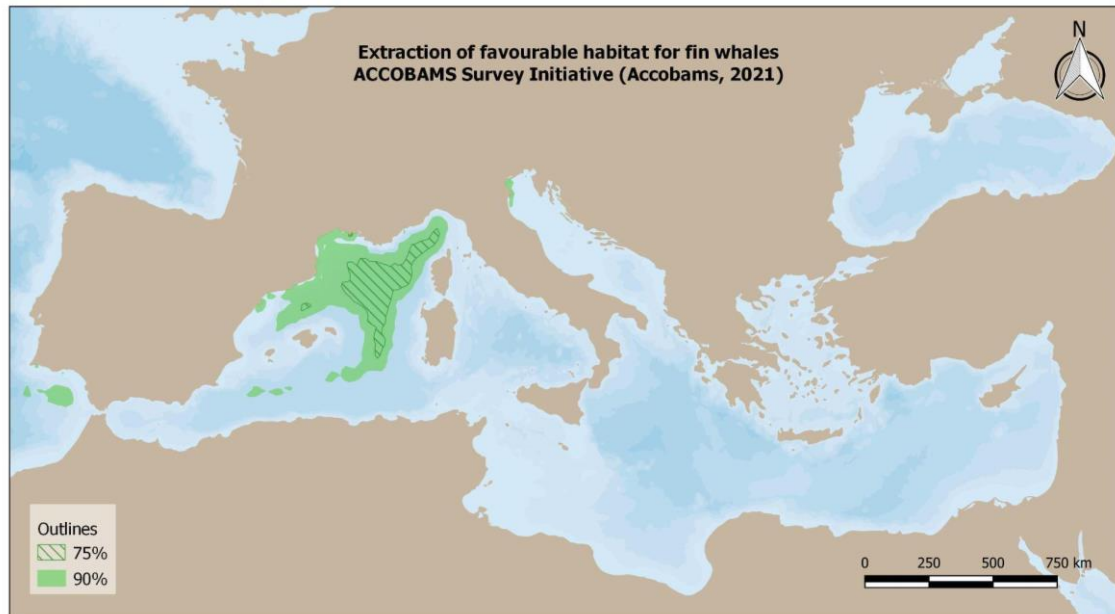 Extraction of favourable habitat for fin whales
ACCOBAMS Survey Initiative (Accobams, 2021)
N
Outlines
75%
90%
0 250 500 750 km